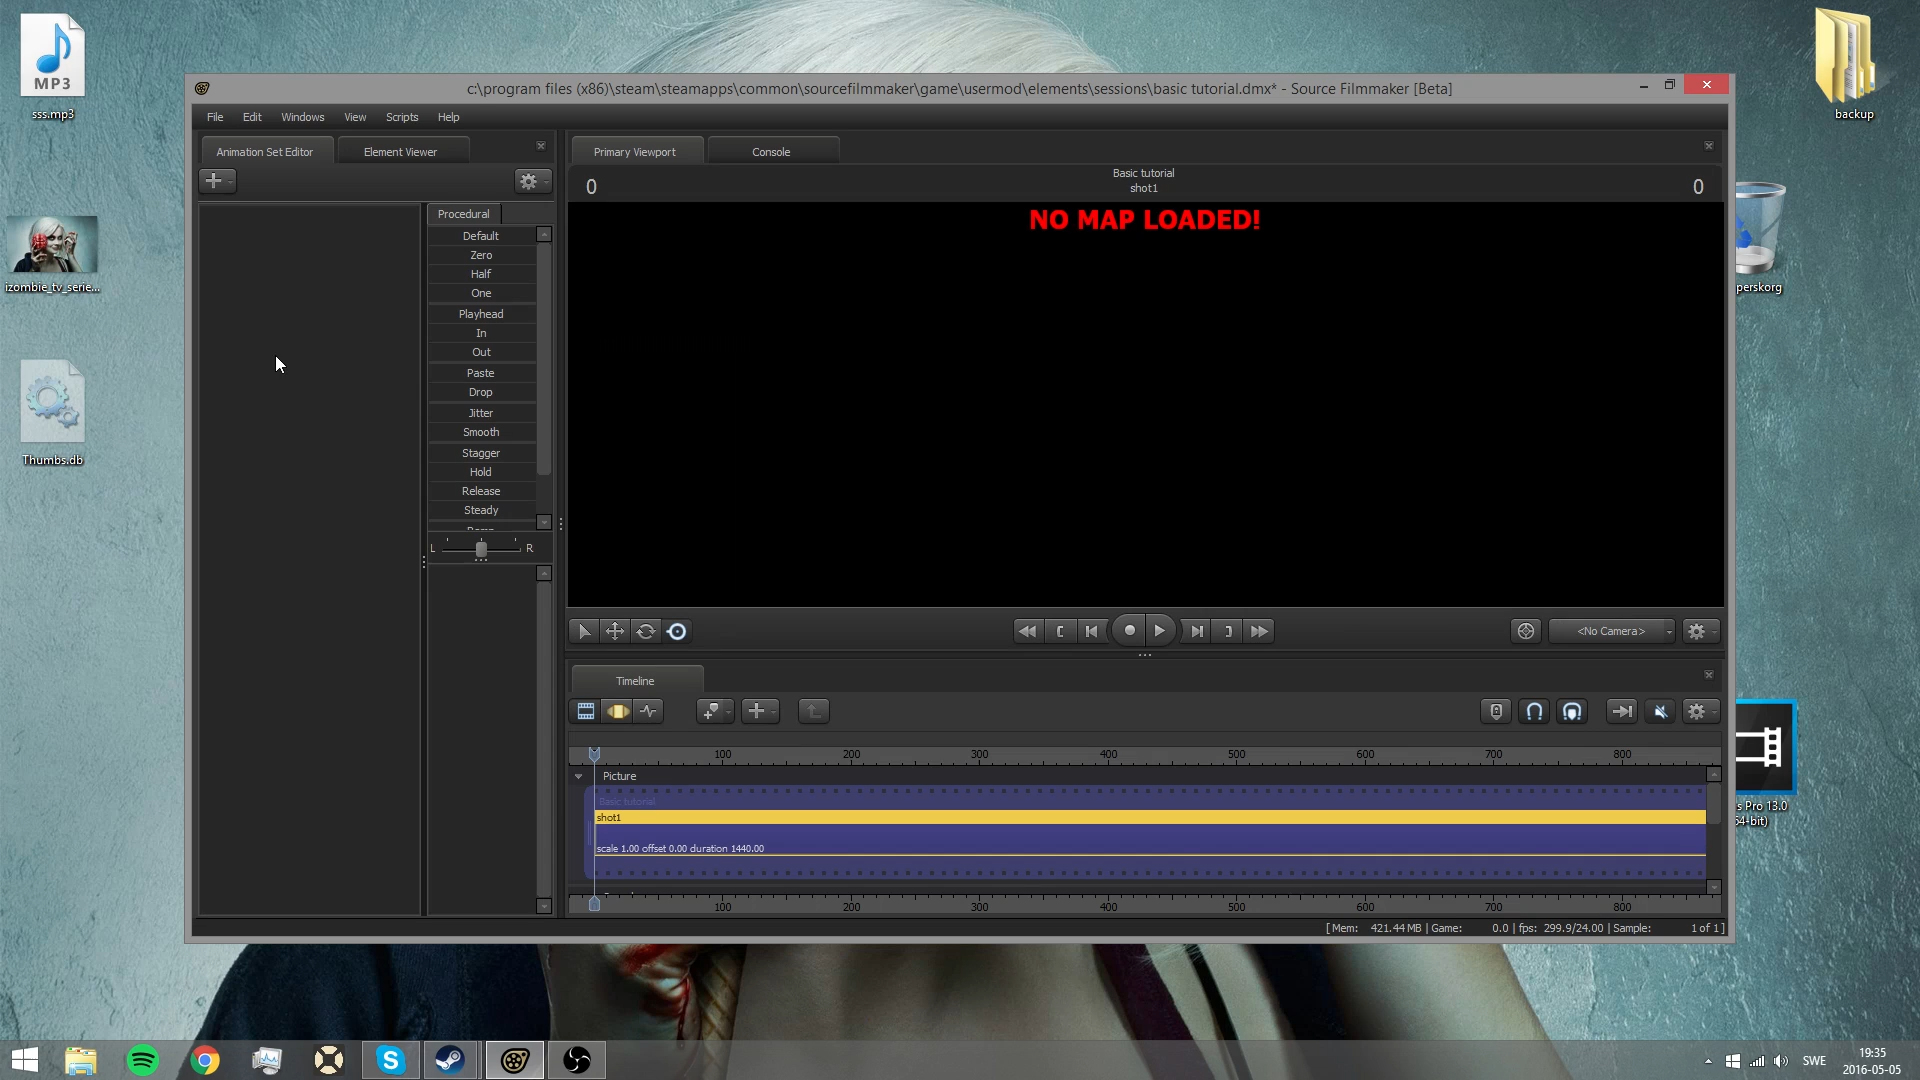 MP3
sss.mp3
izombie_tv_serie...
Thumbs.db
backup
perskorg
s Pro 13.0
64-bit)
c:\program files (x86)\steam\steamapps\common\sourcefilmmaker\game\usermod\elements\sessions\basic tutorial.dmx* - Source Filmmaker [Beta]
File Edit Windows View Scripts Help
Animation Set Editor Element Viewer
Procedural
Default
Zero
Half
One
Playhead
In
Out
Paste
Drop
Jitter
Smooth
Stagger
Hold
Release
Steady
L R
Primary Viewport Console
0 Basic tutorial 0
shot1
NO MAP LOADED!
<No Camera>
Timeline
100 200 300 400 500 600 700 800
Picture
Basic tutorial
shot1
scale 1.00 offset 0.00 duration 1440.00
100 200 300 400 500 600 700 800
[ Mem: 421.44 MB | Game: 0.0 | fps: 299.9/24.00 | Sample: 1 of 1 ]
SWE
19:35
2016-05-05